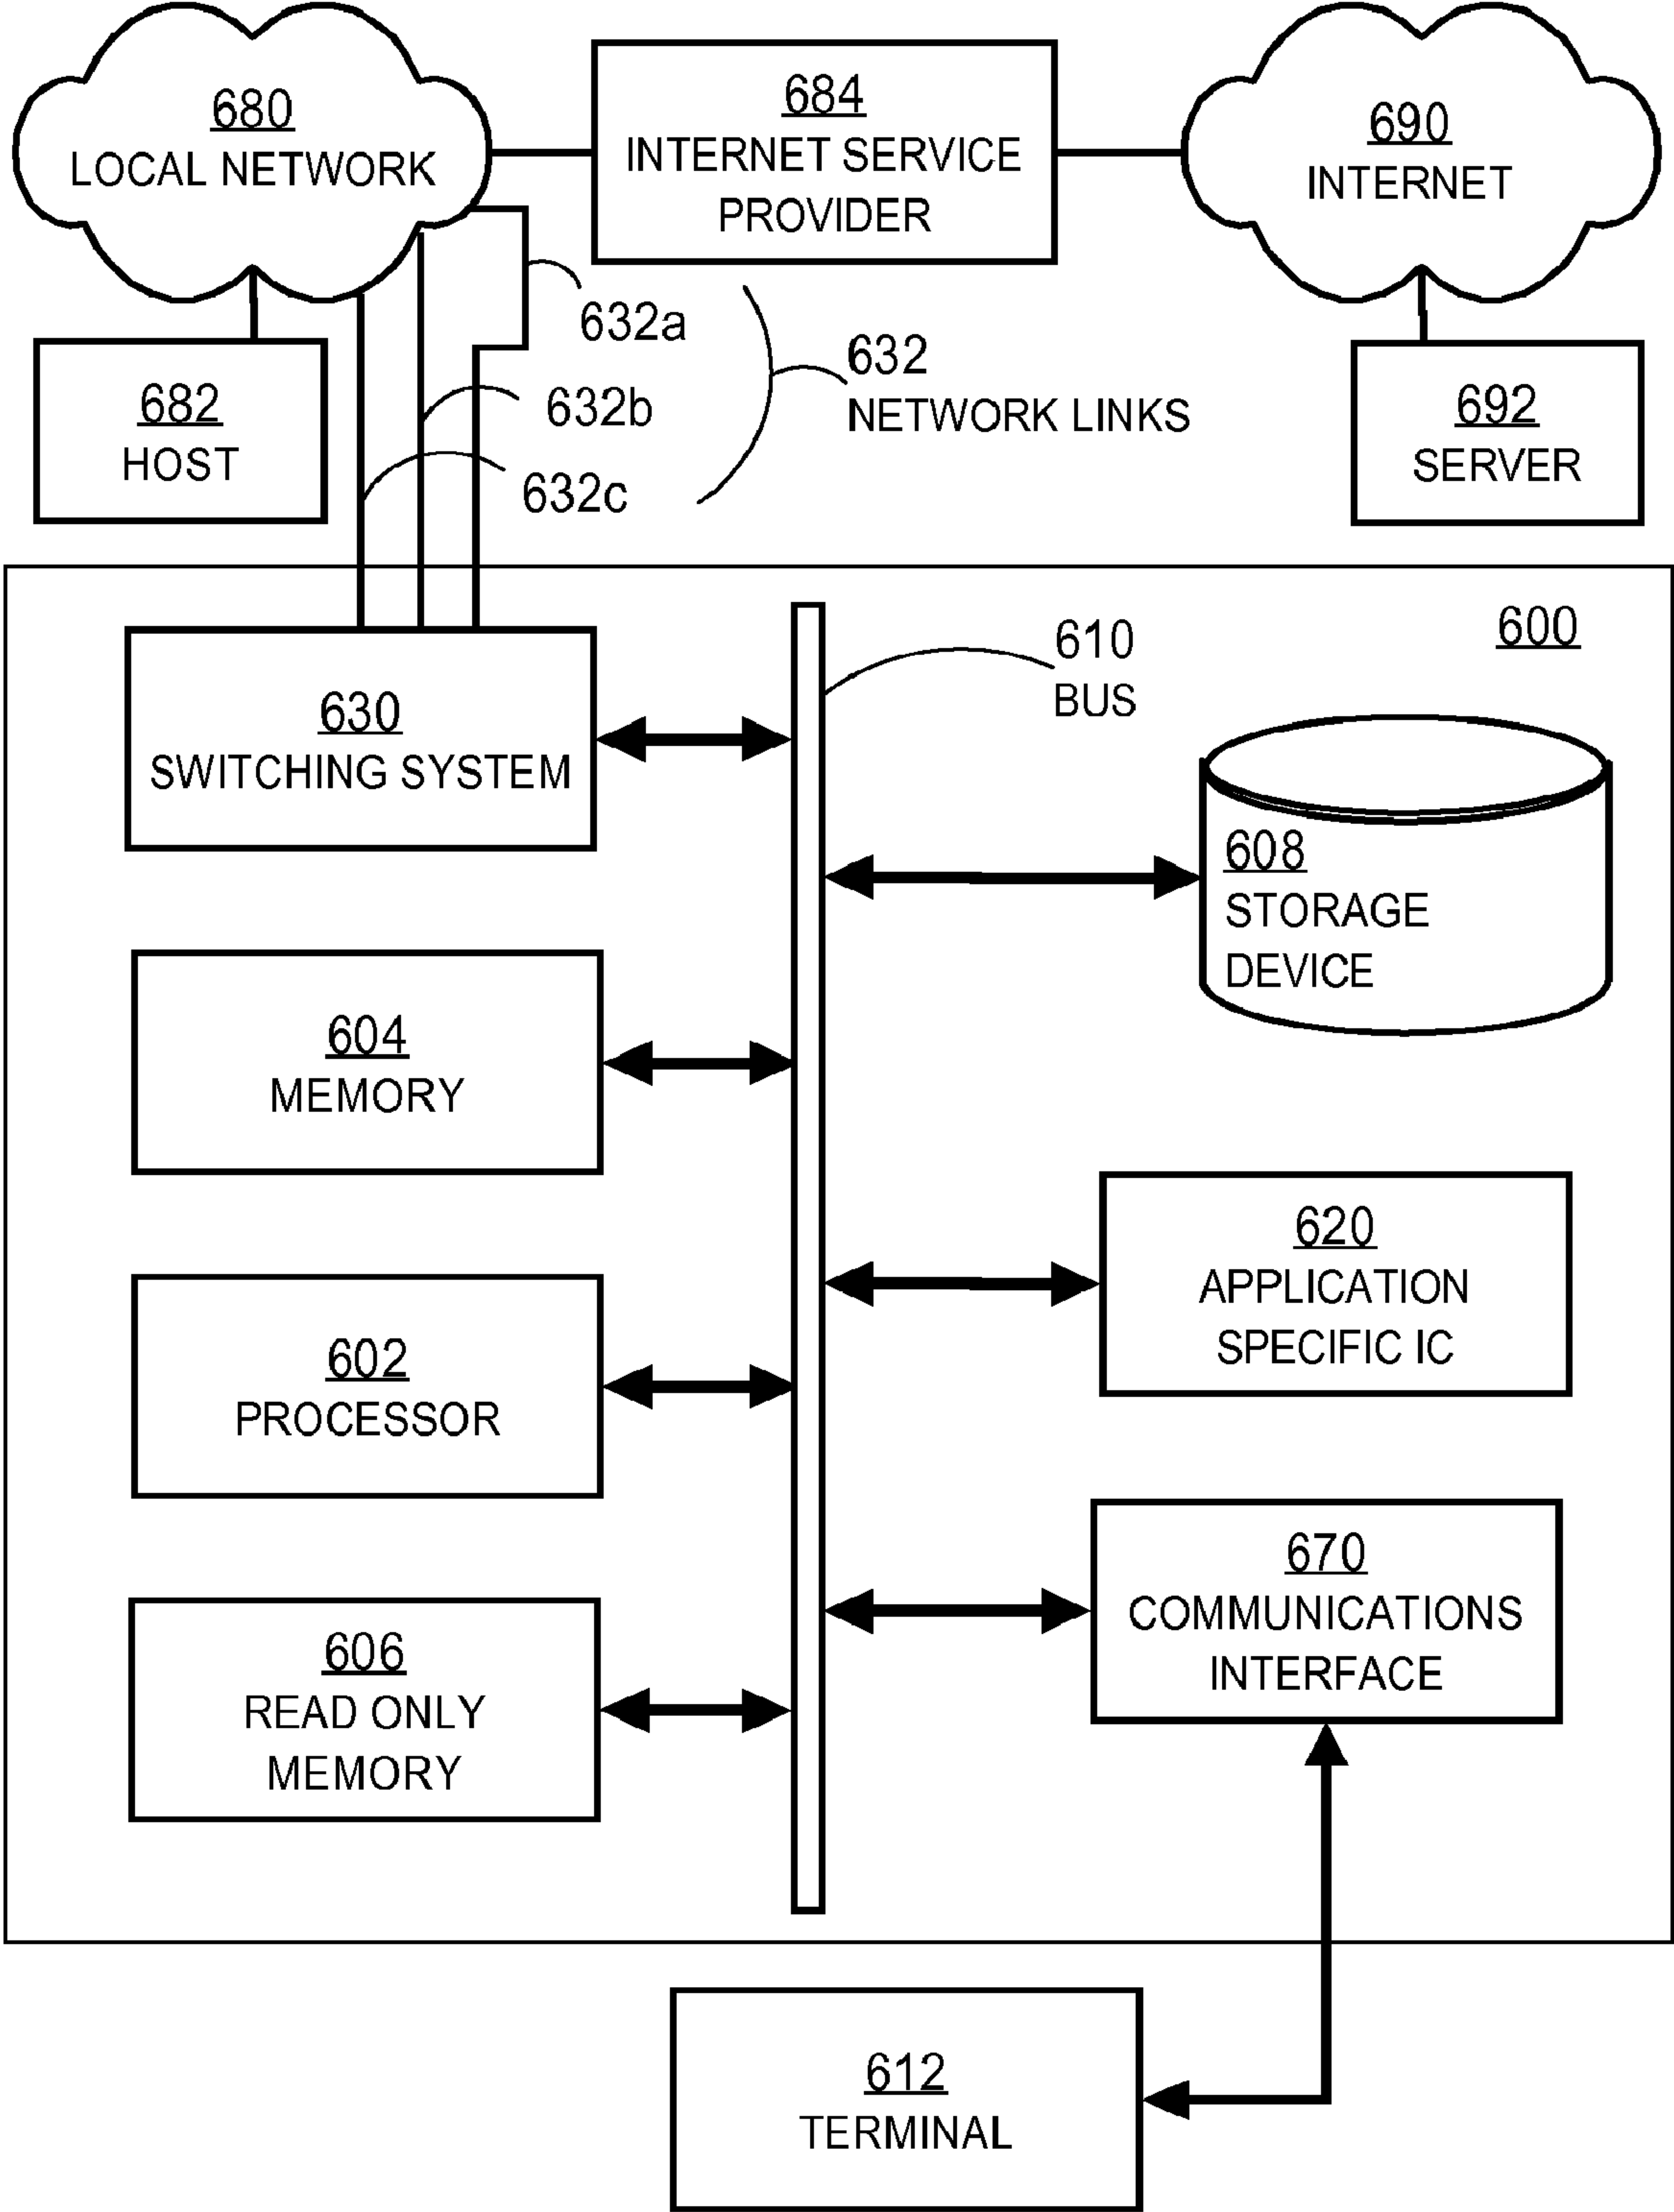 680
LOCAL NETWORK
684
INTERNET SERVICE
PROVIDER
690
INTERNET
632a
632
NETWORK LINKS
632b
632c
682
HOST
692
SERVER
600
610
BUS
630
SWITCHING SYSTEM
608
STORAGE
DEVICE
604
MEMORY
620
APPLICATION
SPECIFIC IC
602
PROCESSOR
670
COMMUNICATIONS
INTERFACE
606
READ ONLY
MEMORY
612
TERMINAL